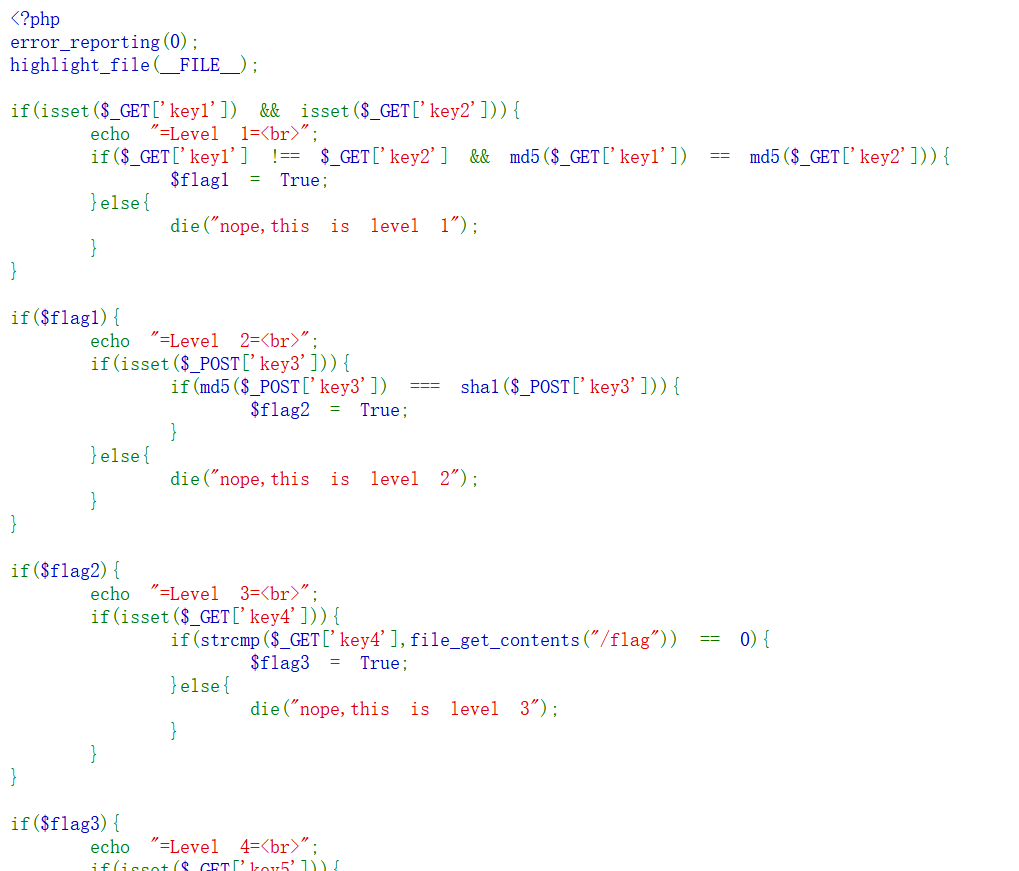 <?php
error_reporting(0);
highlight_file(__FILE__);
if(isset($_GET['key1']) && isset($_GET['key2'])){
echo "=Level 1=<br>";
if($_GET['key1'] !== $_GET['key2'] && md5($_GET['key1']) == md5($_GET['key2'])){
$flag1 = True;
}else{
die("nope,this is level 1");
}
}
if($flag1){
echo "=Level 2=<br>";
if(isset($_POST['key3'])){
if(md5($_POST['key3']) === sha1($_POST['key3'])){
$flag2 = True;
}
}else{
die("nope,this is level 2");
}
}
if($flag2){
echo "=Level 3=<br>";
if(isset($_GET['key4'])){
if(strcmp($_GET['key4'],file_get_contents("/flag")) == 0){
$flag3 = True;
}else{
die("nope,this is level 3");
}
}
}
if($flag3){
echo "=Level 4=<br>";
if(isset($_GET['key5'])){